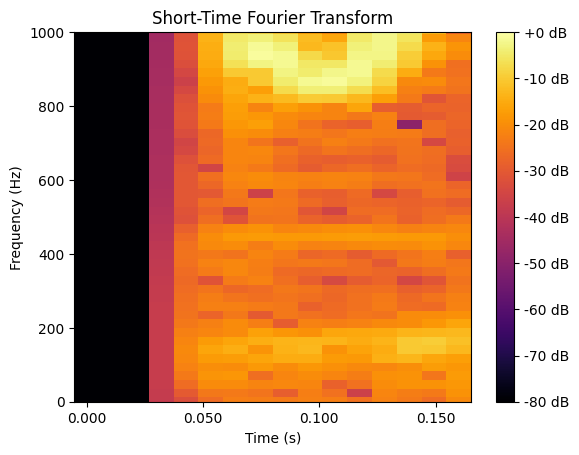 Short-Time Fourier Transform
1000
800
600
400
200
0
Frequency (Hz)
0.000
0.050
0.100
0.150
Time (s)
+0 dB
-10 dB
-20 dB
-30 dB
-40 dB
-50 dB
-60 dB
-70 dB
-80 dB